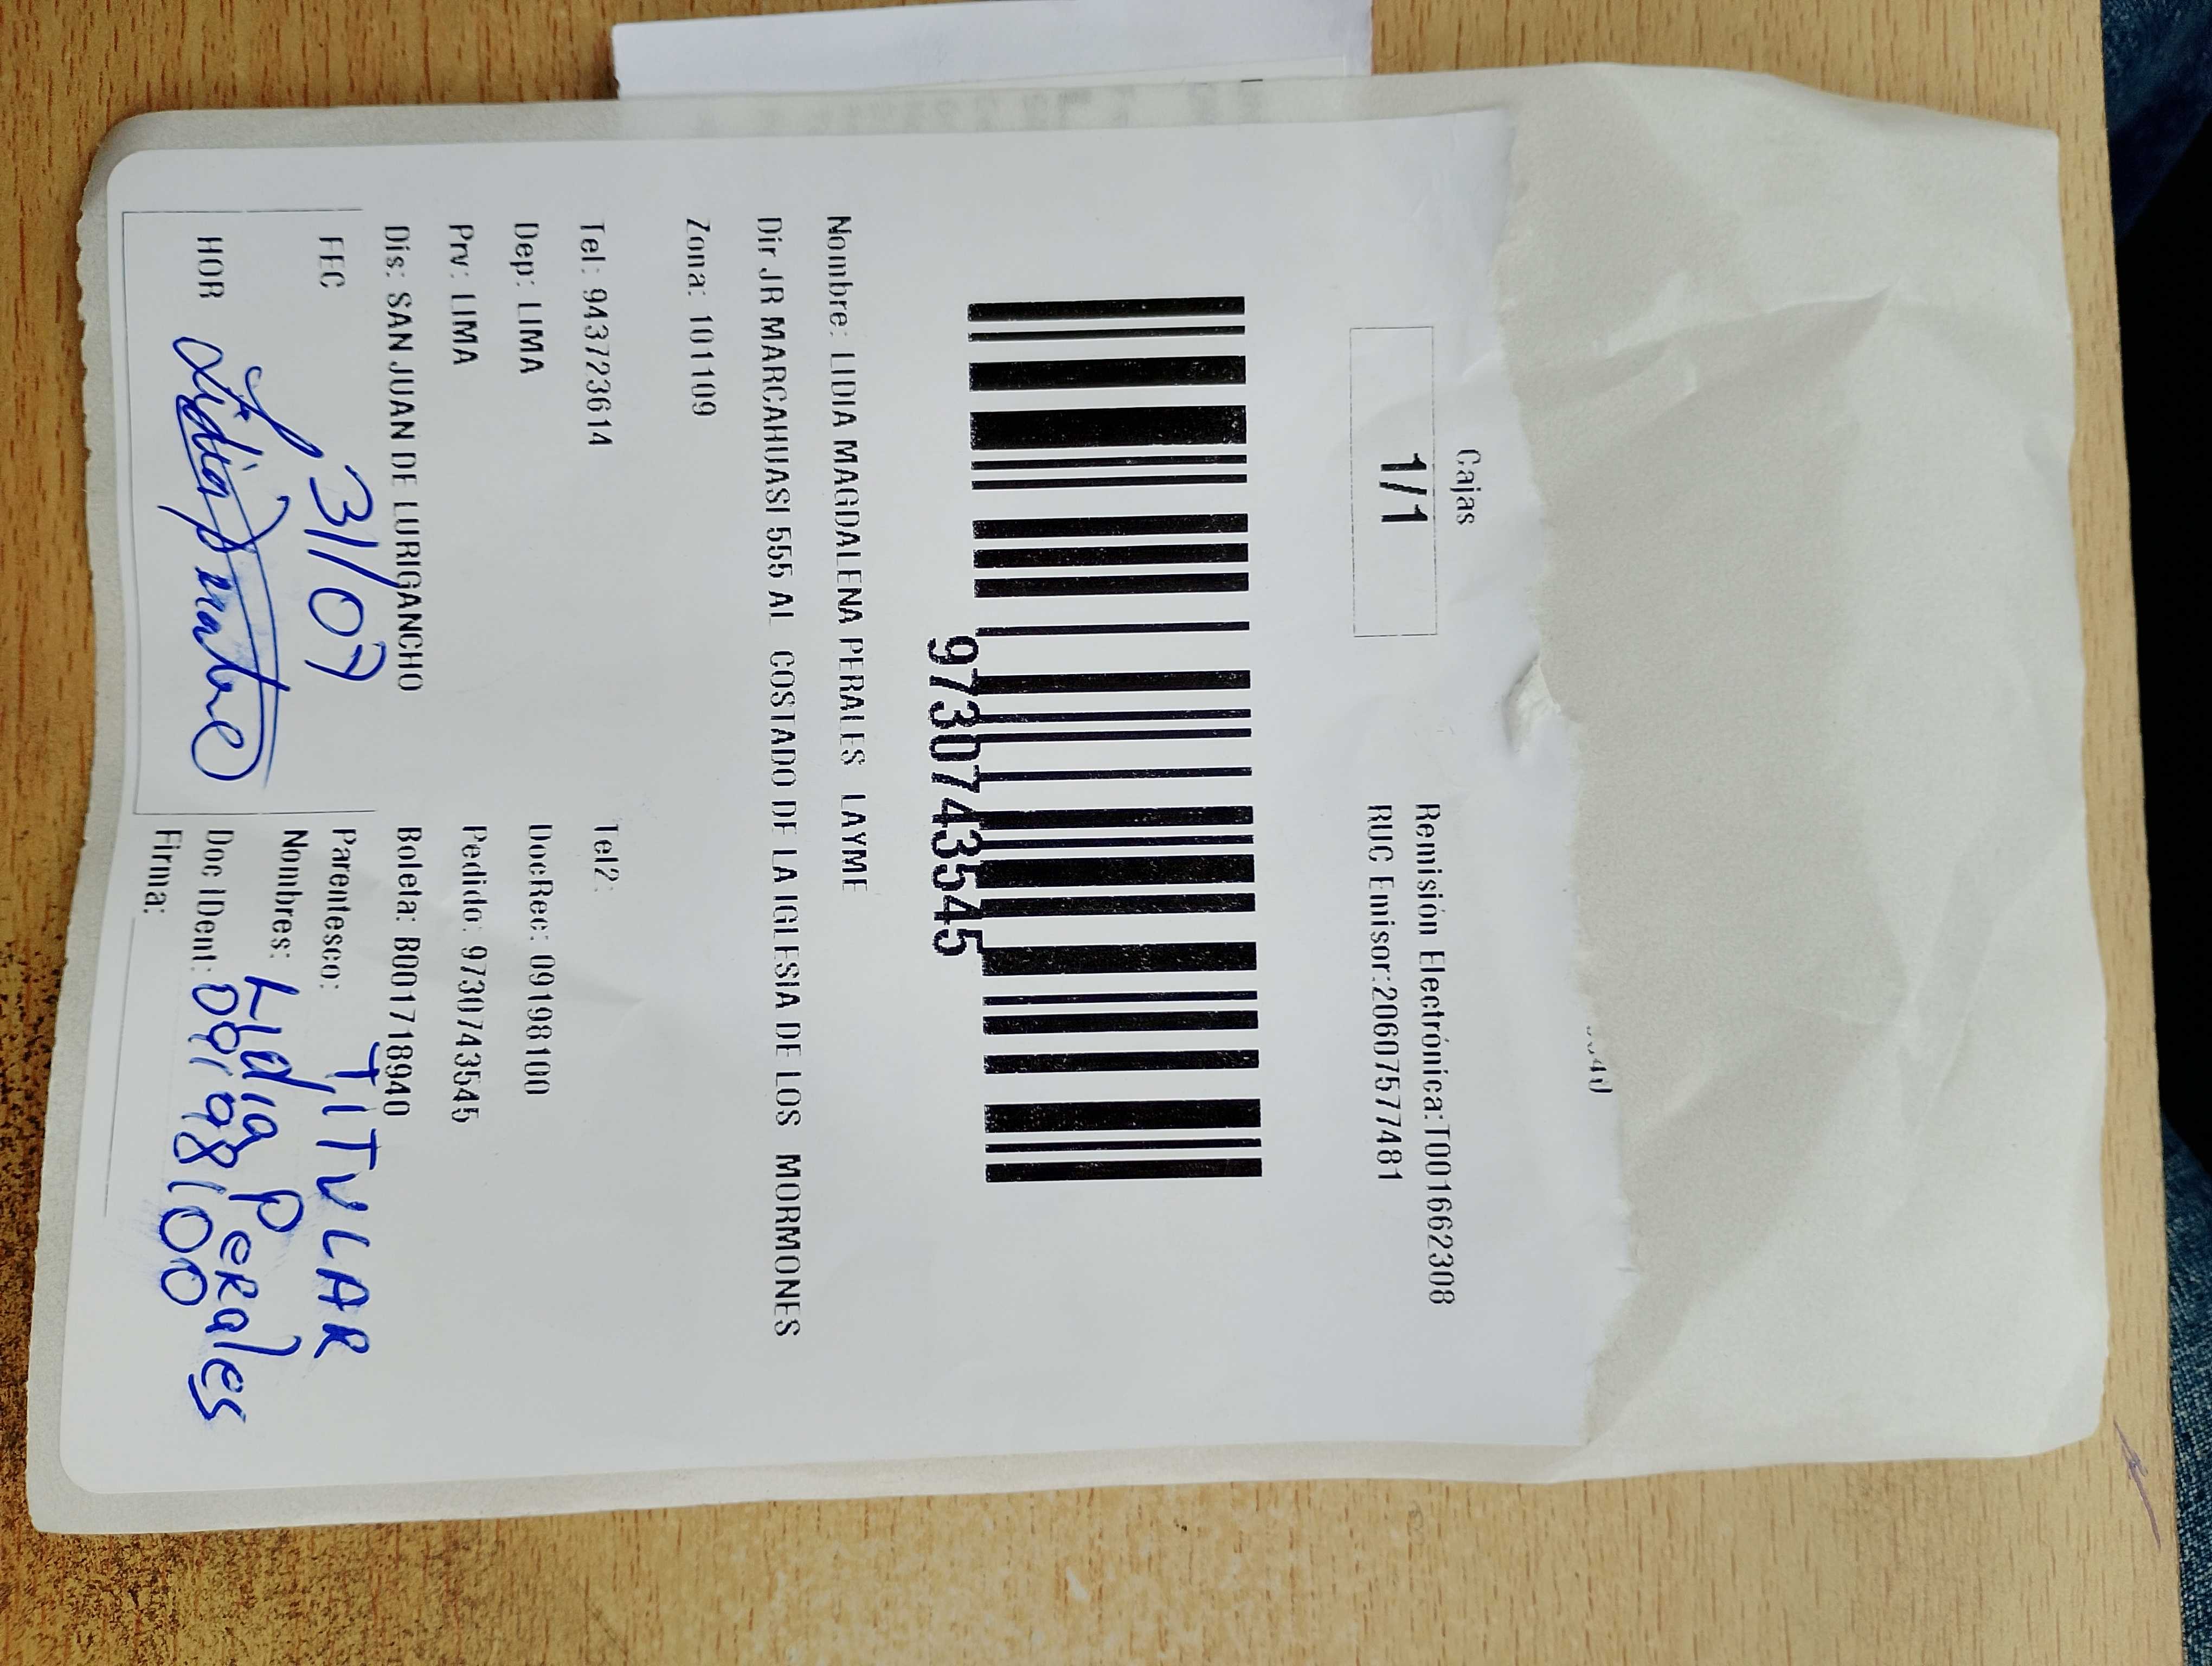 Cajas
1/1
Remisión Electrónica:T001662308
RUC Emisor:20607577481
9730743545
Nombre: LIDIA MAGDALENA PERALES LAYME
Dir JR MARCAHUASI 555 AL COSTADO DE LA IGLESIA DE LOS MORMONES
Zona: 101109
Tel: 943723614 Tel2:
Dep: LIMA DocRec: 09198100
Prv: LIMA Pedido: 9730743545
Dis: SAN JUAN DE LURIGANCHO Boleta: B001718940
FEC 31/07 Parentesco: TITULAR
Nombres: Lidia Perales
HOR Doc IDent: 09198100
Firma: